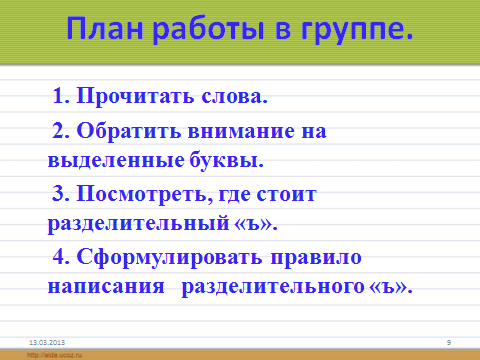 План работы в группе.
1. Прочитать слова.
2. Обратить внимание на
выделенные буквы.
3. Посмотреть, где стоит
разделительный «ъ».
4. Сформулировать правило
написания разделительного «ъ».
13.03.2013 9
http://aida.ucoz.ru